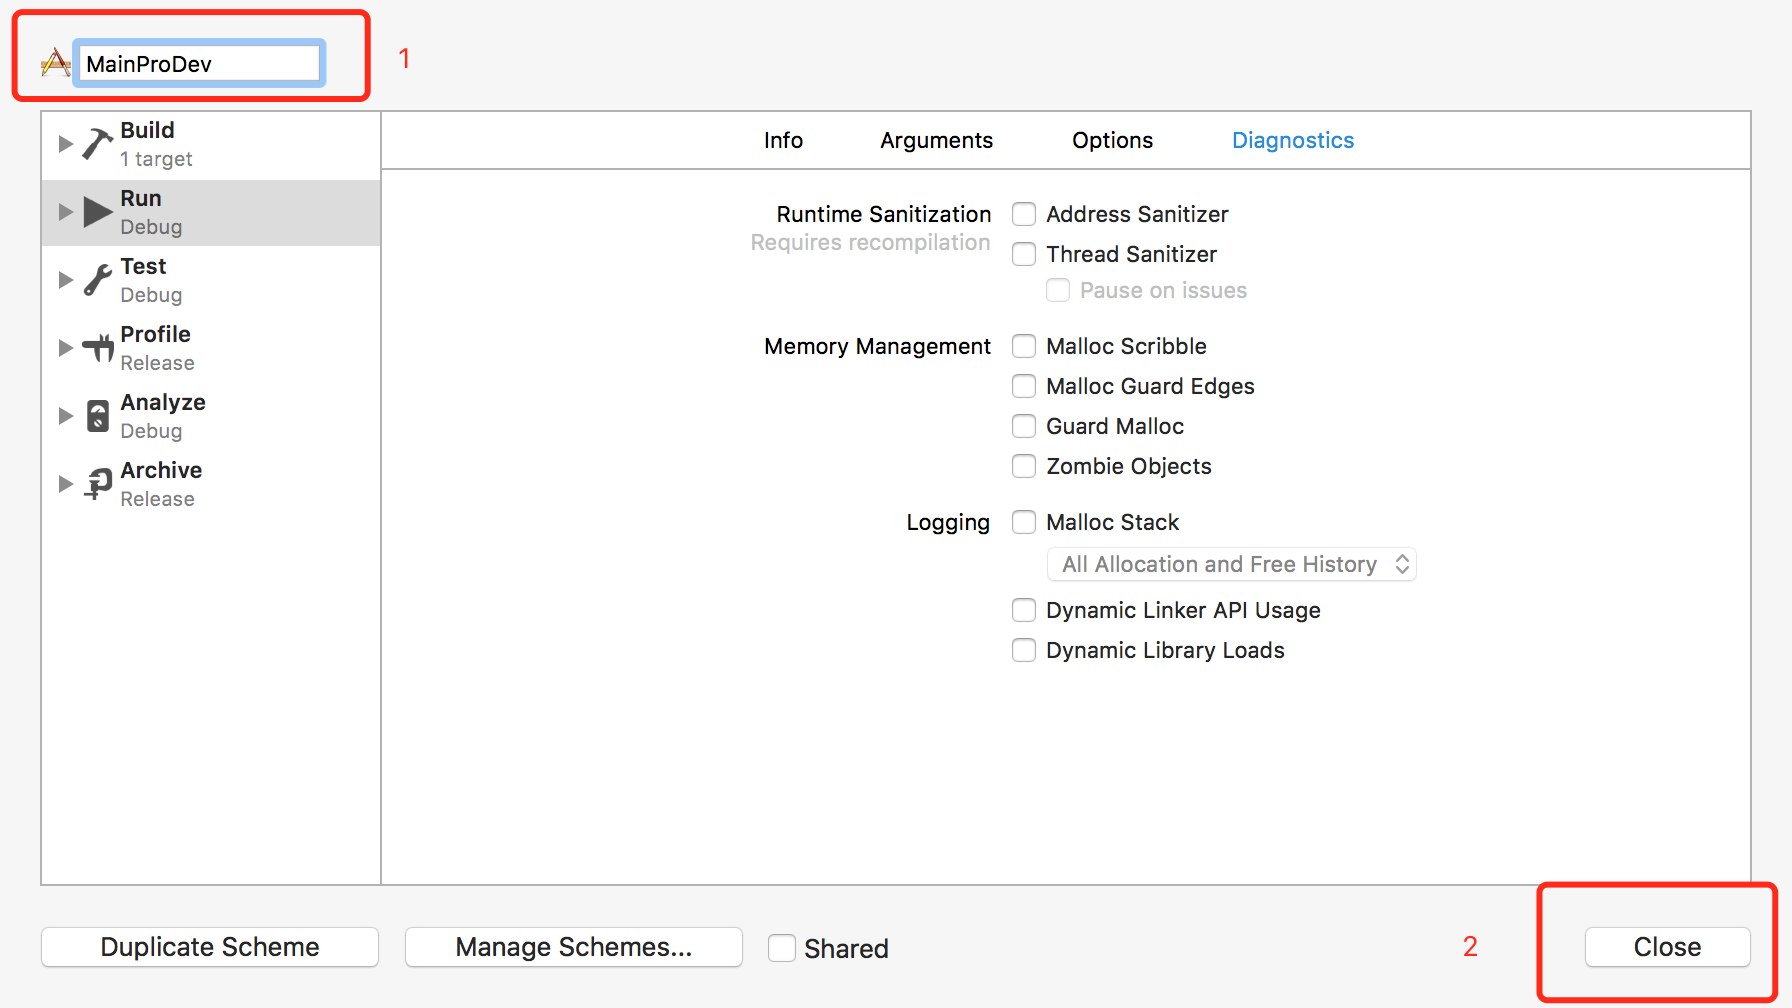 MainProDev
1
Build
1 target
Run
Debug
Test
Debug
Profile
Release
Analyze
Debug
Archive
Release
Info Arguments Options Diagnostics
Runtime Sanitization Address Sanitizer
Requires recompilation
Thread Sanitizer
Pause on issues
Memory Management Malloc Scribble
Malloc Guard Edges
Guard Malloc
Zombie Objects
Logging Malloc Stack
All Allocation and Free History
Dynamic Linker API Usage
Dynamic Library Loads
Duplicate Scheme Manage Schemes... Shared 2 Close